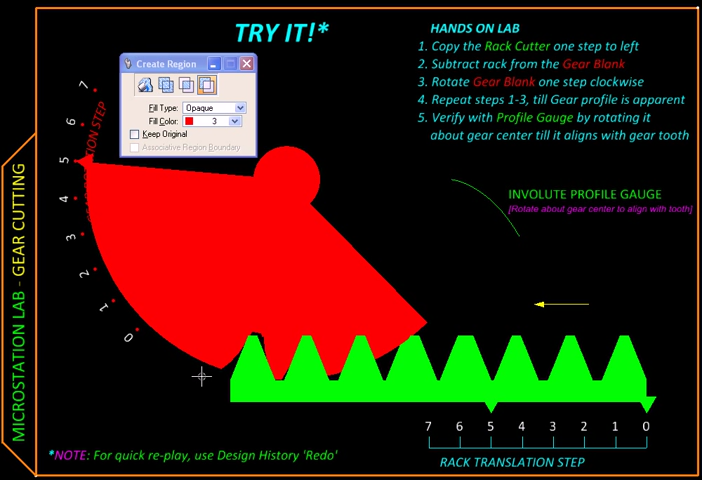 TRY IT!*
HANDS ON LAB
1. Copy the Rack Cutter one step to left
2. Subtract rack from the Gear Blank
3. Rotate Gear Blank one step clockwise
4. Repeat steps 1-3, till Gear profile is apparent
5. Verify with Profile Gauge by rotating it
about gear center till it aligns with gear tooth
Create Region
Fill Type: Opaque
Fill Color: 3
Keep Original
Associative Region Boundary
7
6
5
4
3
2
1
0
ION STEP
INVOLUTE PROFILE GAUGE
[Rotate about gear center to align with tooth]
MICROSTATION LAB - GEAR CUTTING
7 6 5 4 3 2 1 0
RACK TRANSLATION STEP
*NOTE: For quick re-play, use Design History 'Redo'